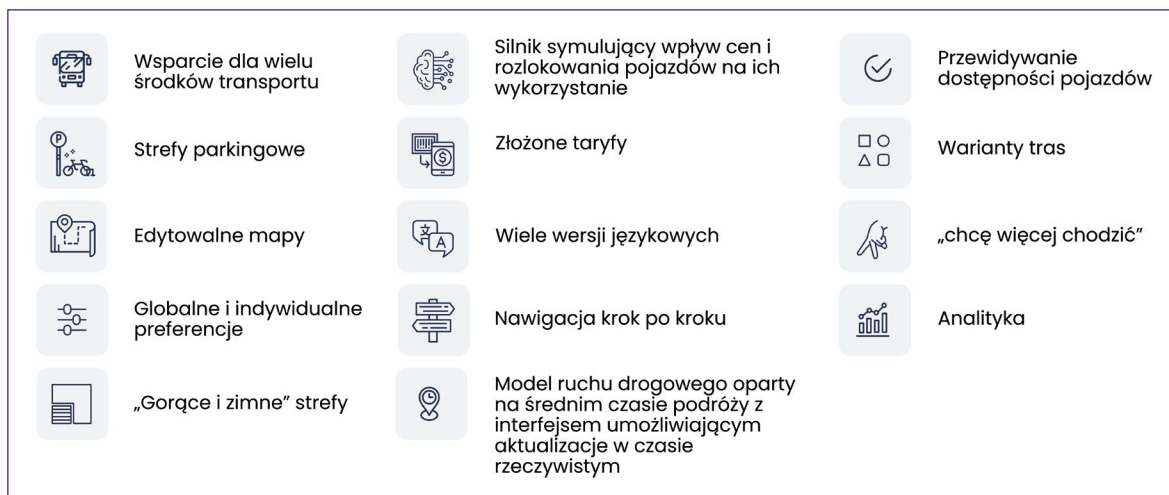 Wsparcie dla wielu
środków transportu
Strefy parkingowe
Edytowalne mapy
Globalne i indywidualne
preferencje
„Gorące i zimne” strefy
Silnik symulujący wpływ cen i
rozlokowania pojazdów na ich
wykorzystanie
Złożone taryfy
Wiele wersji językowych
Nawigacja krok po kroku
Model ruchu drogowego oparty
na średnim czasie podróży z
interfejsem umożliwiającym
aktualizacje w czasie
rzeczywistym
Przewidywanie
dostępności pojazdów
Warianty tras
„chcę więcej chodzić”
Analityka
P
$
文
A